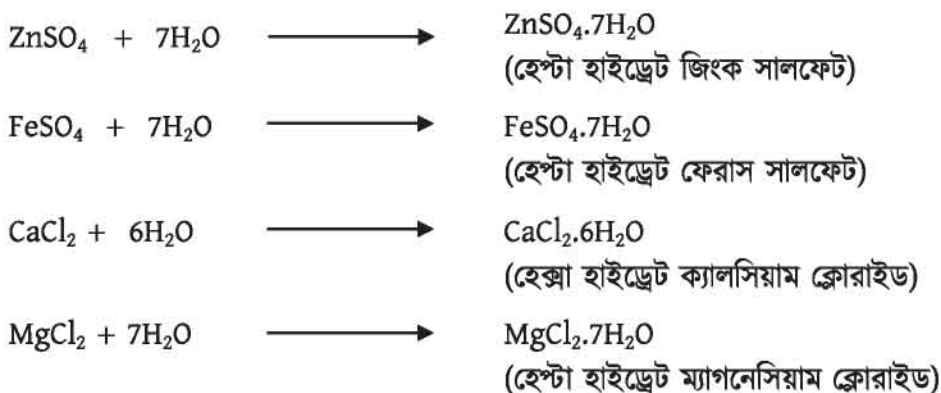 ZnSO₄ + 7H₂O ⟶ ZnSO₄.7H₂O
(হেপ্টা হাইড্রেট জিংক সালফেট)
FeSO₄ + 7H₂O ⟶ FeSO₄.7H₂O
(হেপ্টা হাইড্রেট ফেরাস সালফেট)
CaCl₂ + 6H₂O ⟶ CaCl₂.6H₂O
(হেক্সা হাইড্রেট ক্যালসিয়াম ক্লোরাইড)
MgCl₂ + 7H₂O ⟶ MgCl₂.7H₂O
(হেপ্টা হাইড্রেট ম্যাগনেসিয়াম ক্লোরাইড)